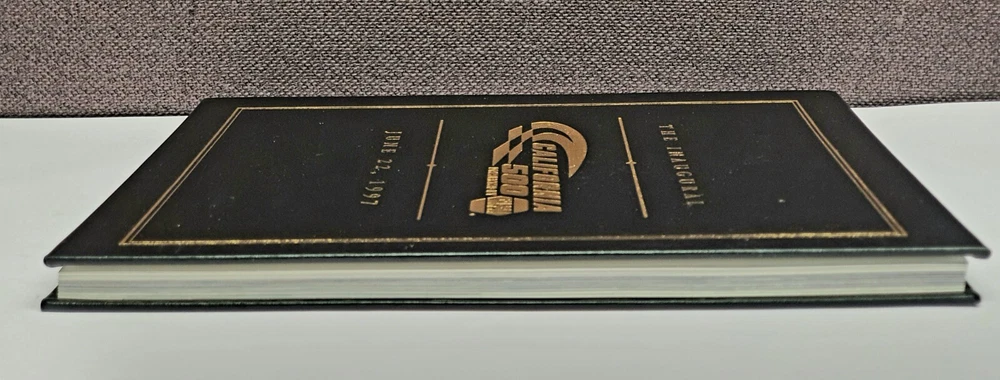 THE INAUGURAL
CALIFORNIA
500
JUNE 22, 1997